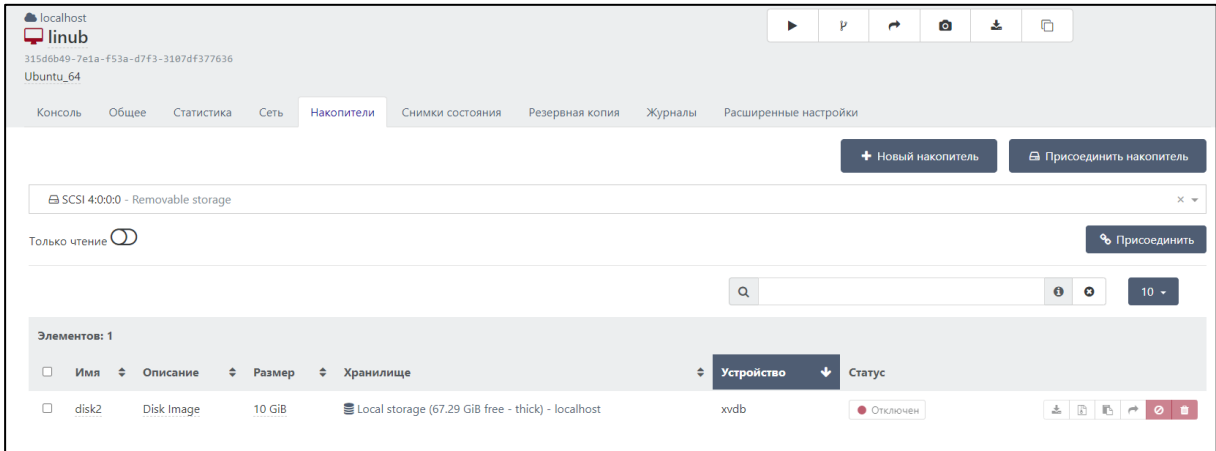 localhost
linub
315d6b49-7e1a-f53a-d7f3-3107df377636
Ubuntu_64
Консоль Общее Статистика Сеть Накопители Снимки состояния Резервная копия Журналы Расширенные настройки
Новый накопитель Присоединить накопитель
SCSI 4:0:0:0 - Removable storage
Только чтение Присоединить
10
Элементов: 1
Имя Описание Размер Хранилище Устройство Статус
disk2 Disk Image 10 GiB Local storage (67.29 GiB free - thick) - localhost xvdb Отключен